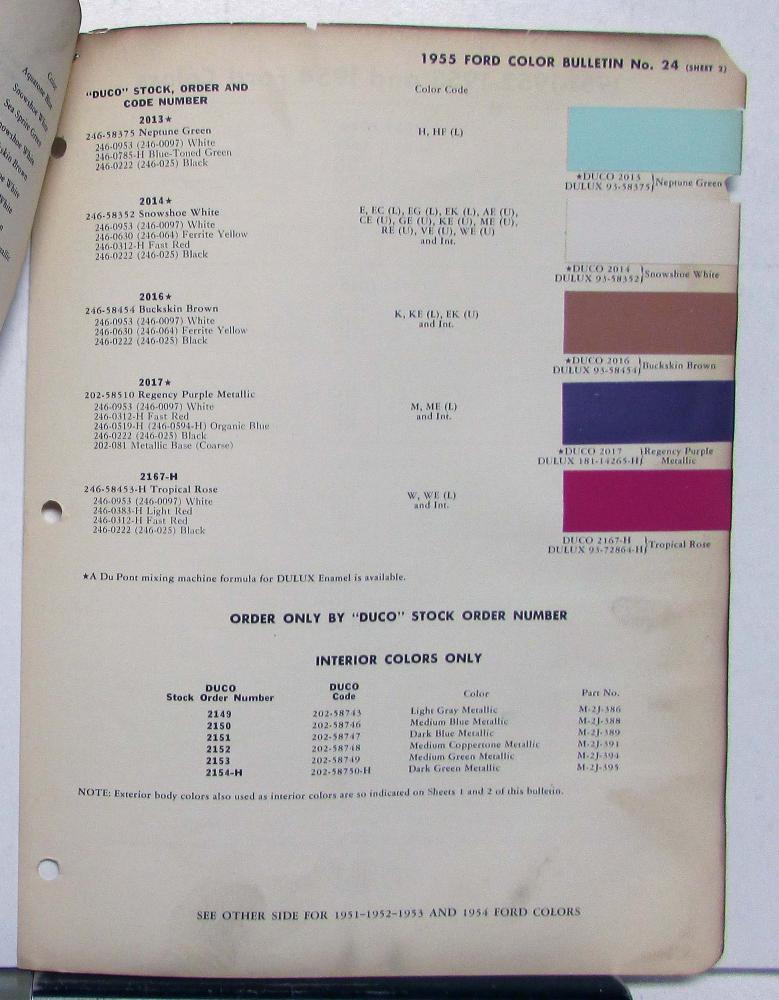 1955 FORD COLOR BULLETIN No. 24 (SHEET 2)
"DUCO" STOCK, ORDER AND
CODE NUMBER
Color Code
2013★
246-58375 Neptune Green
246-0953 (246-0097) White
246-0785-H Blue-Toned Green
246-0222 (246-025) Black
H, HF (L)
★DUCO 2013
DULUX 93-58375} Neptune Green
2014★
246-58352 Snowshoe White
246-0953 (246-0097) White
246-0630 (246-064) Ferrite Yellow
246-0312-H Fast Red
246-0222 (246-025) Black
E, EC (L), EG (L), EK (L), AE (U),
CE (U), GE (U), KE (U), ME (U),
RE (U), VE (U), WE (U)
and Int.
★DUCO 2014
DULUX 93-58352} Snowshoe White
2016★
246-58454 Buckskin Brown
246-0953 (246-0097) White
246-0630 (246-064) Ferrite Yellow
246-0222 (246-025) Black
K, KE (L), EK (U)
and Int.
★DUCO 2016
DULUX 93-58454} Buckskin Brown
2017★
202-58510 Regency Purple Metallic
246-0953 (246-0097) White
246-0312-H Fast Red
246-0519-H (246-0594-H) Organic Blue
246-0222 (246-025) Black
202-081 Metallic Base (Coarse)
M, ME (L)
and Int.
★DUCO 2017 }Regency Purple
DULUX 181-14265-H} Metallic
2167-H
246-58453-H Tropical Rose
246-0953 (246-0097) White
246-0383-H Light Red
246-0312-H Fast Red
246-0222 (246-025) Black
W, WE (L)
and Int.
DUCO 2167-H
DULUX 93-72864-H} Tropical Rose
★A Du Pont mixing machine formula for DULUX Enamel is available.
ORDER ONLY BY "DUCO" STOCK ORDER NUMBER
INTERIOR COLORS ONLY
DUCO Stock Order Number DUCO Code Color Part No.
2149 202-58743 Light Gray Metallic M-2J-386
2150 202-58746 Medium Blue Metallic M-2J-388
2151 202-58747 Dark Blue Metallic M-2J-389
2152 202-58748 Medium Coppertone Metallic M-2J-391
2153 202-58749 Medium Green Metallic M-2J-394
2154-H 202-58750-H Dark Green Metallic M-2J-395
NOTE: Exterior body colors also used as interior colors are so indicated on Sheets 1 and 2 of this bulletin.
SEE OTHER SIDE FOR 1951-1952-1953 AND 1954 FORD COLORS
Color
Aquatone Blue
Snowshoe White
Sea Sprite Green